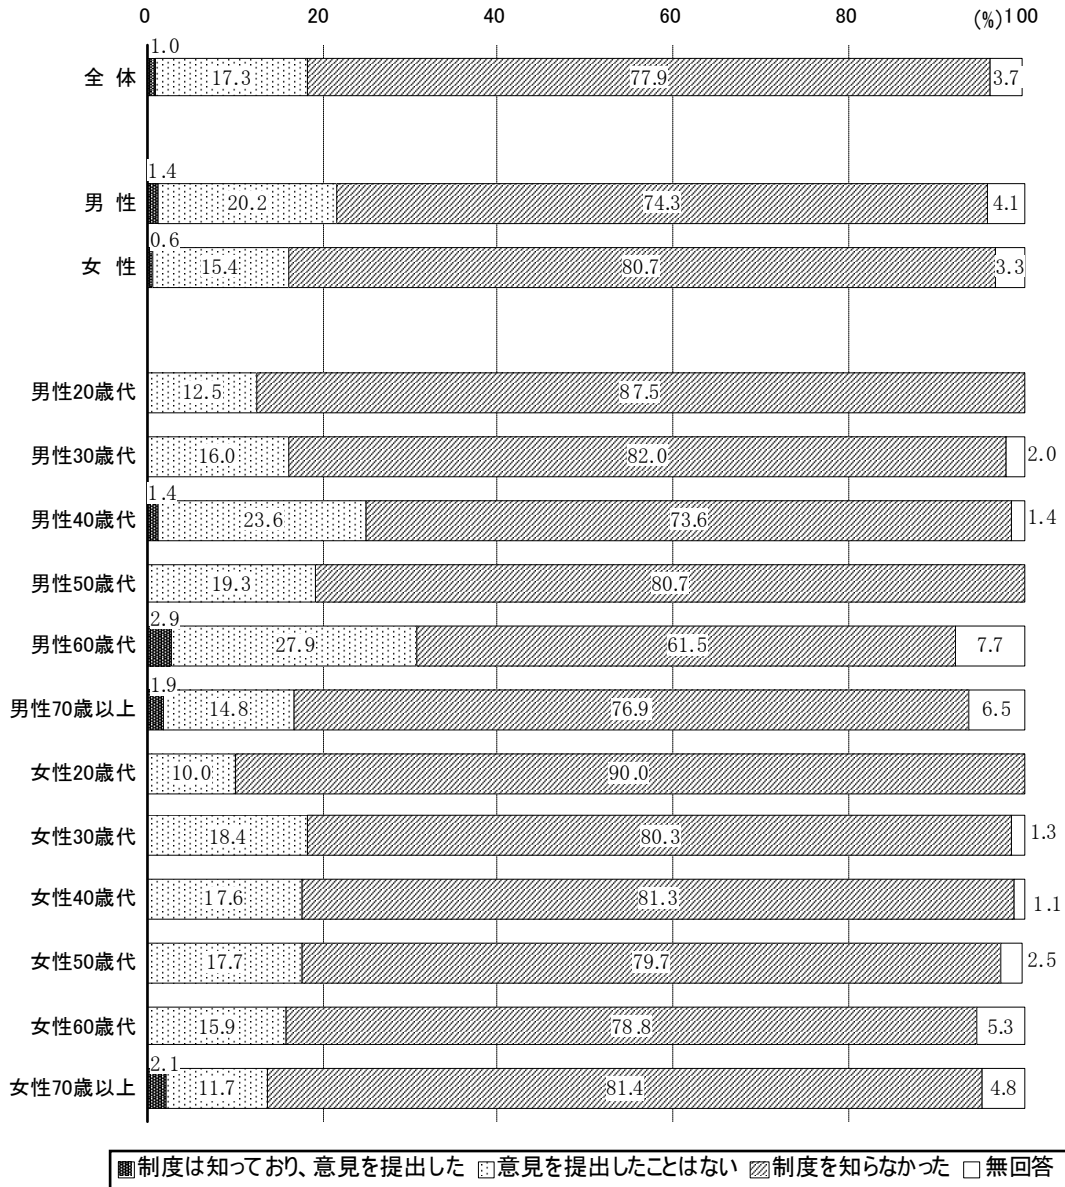 0 20 40 60 80 (%)100
1.0
全 体 17.3 77.9 3.7
1.4
男 性 20.2 74.3 4.1
0.6
女 性 15.4 80.7 3.3
男性20歳代 12.5 87.5
男性30歳代 16.0 82.0 2.0
1.4
男性40歳代 23.6 73.6 1.4
男性50歳代 19.3 80.7
2.9
男性60歳代 27.9 61.5 7.7
1.9
男性70歳以上 14.8 76.9 6.5
女性20歳代 10.0 90.0
女性30歳代 18.4 80.3 1.3
女性40歳代 17.6 81.3 1.1
女性50歳代 17.7 79.7 2.5
女性60歳代 15.9 78.8 5.3
2.1
女性70歳以上 11.7 81.4 4.8
制度は知っており、意見を提出した 意見を提出したことはない 制度を知らなかった 無回答